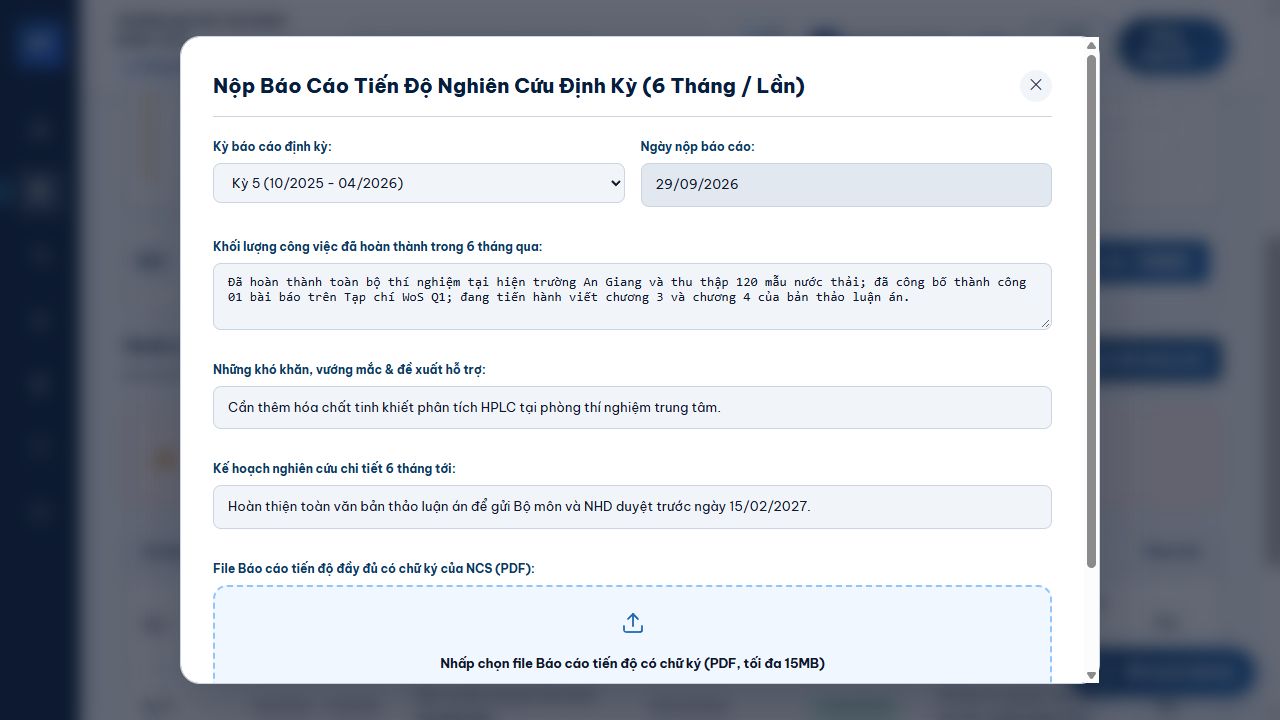 Nộp Báo Cáo Tiến Độ Nghiên Cứu Định Kỳ (6 Tháng / Lần)
Kỳ báo cáo định kỳ:
Ngày nộp báo cáo:
Kỳ 5 (10/2025 - 04/2026)
29/09/2026
Khối lượng công việc đã hoàn thành trong 6 tháng qua:
Đã hoàn thành toàn bộ thí nghiệm tại hiện trường An Giang và thu thập 120 mẫu nước thải; đã công bố thành công
01 bài báo trên Tạp chí WoS Q1; đang tiến hành viết chương 3 và chương 4 của bản thảo luận án.
Những khó khăn, vướng mắc & đề xuất hỗ trợ:
Cần thêm hóa chất tinh khiết phân tích HPLC tại phòng thí nghiệm trung tâm.
Kế hoạch nghiên cứu chi tiết 6 tháng tới:
Hoàn thiện toàn văn bản thảo luận án để gửi Bộ môn và NHD duyệt trước ngày 15/02/2027.
File Báo cáo tiến độ đầy đủ có chữ ký của NCS (PDF):
Nhấp chọn file Báo cáo tiến độ có chữ ký (PDF, tối đa 15MB)